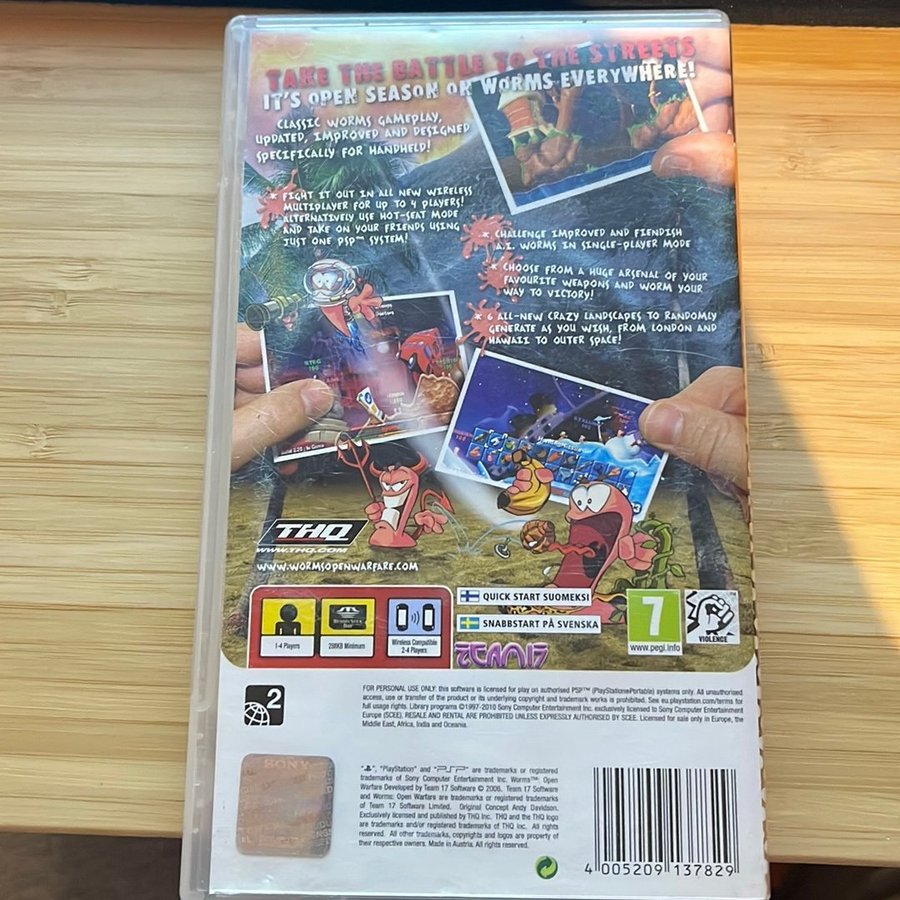 TAKE THE BATTLE TO THE STREETS
IT'S OPEN SEASON ON WORMS EVERYWHERE!
CLASSIC WORMS GAMEPLAY,
UPDATED, IMPROVED AND DESIGNED
SPECIFICALLY FOR HANDHELD!
* FIGHT IT OUT IN ALL NEW WIRELESS
MULTIPLAYER FOR UP TO 4 PLAYERS!
ALTERNATIVELY USE HOT-SEAT MODE
AND TAKE ON YOUR FRIENDS USING
JUST ONE PSP™ SYSTEM!
* CHALLENGE IMPROVED AND FIENDISH
A.I. WORMS IN SINGLE-PLAYER MODE
* CHOOSE FROM A HUGE ARSENAL OF YOUR
FAVOURITE WEAPONS AND WORM YOUR
WAY TO VICTORY!
* 6 ALL-NEW CRAZY LANDSCAPES TO RANDOMLY
GENERATE AS YOU WISH, FROM LONDON AND
HAWAII TO OUTER SPACE!
THQ
WWW.THQ.COM
WWW.WORMSOPENWARFARE.COM
1-4 Players
288KB Minimum
Wireless Compatible
2-4 Players
QUICK START SUOMEKSI
SNABBSTART PÅ SVENSKA
TEAM17
7
www.pegi.info
VIOLENCE
2
FOR PERSONAL USE ONLY: this software is licensed for play on authorised PSP™ (PlayStation®Portable) systems only. All unauthorised
access, use or transfer of the product or its underlying copyright and trademark works is prohibited. See eu.playstation.com/terms for
full usage rights. Library programs ©1997-2010 Sony Computer Entertainment Inc. exclusively licensed to Sony Computer Entertainment
Europe (SCEE). RESALE AND RENTAL ARE PROHIBITED UNLESS EXPRESSLY AUTHORISED BY SCEE. Licensed for sale only in Europe, the
Middle East, Africa, India and Oceania.
SONY
", "PlayStation" and "PSP" are trademarks or registered
trademarks of Sony Computer Entertainment Inc. Worms™: Open
Warfare Developed by Team 17 Software © 2006. Team 17 Software
and Worms: Open Warfare are trademarks or registered trademarks
of Team 17 Software Limited. Original Concept Andy Davidson.
Exclusively licensed and published by THQ Inc. THQ and the THQ logo
are trademarks and/or registered trademarks of THQ Inc. All rights
reserved. All other trademarks, copyrights and logos are property of
their respective owners. Made in Austria. All rights reserved.
4 005209 137829